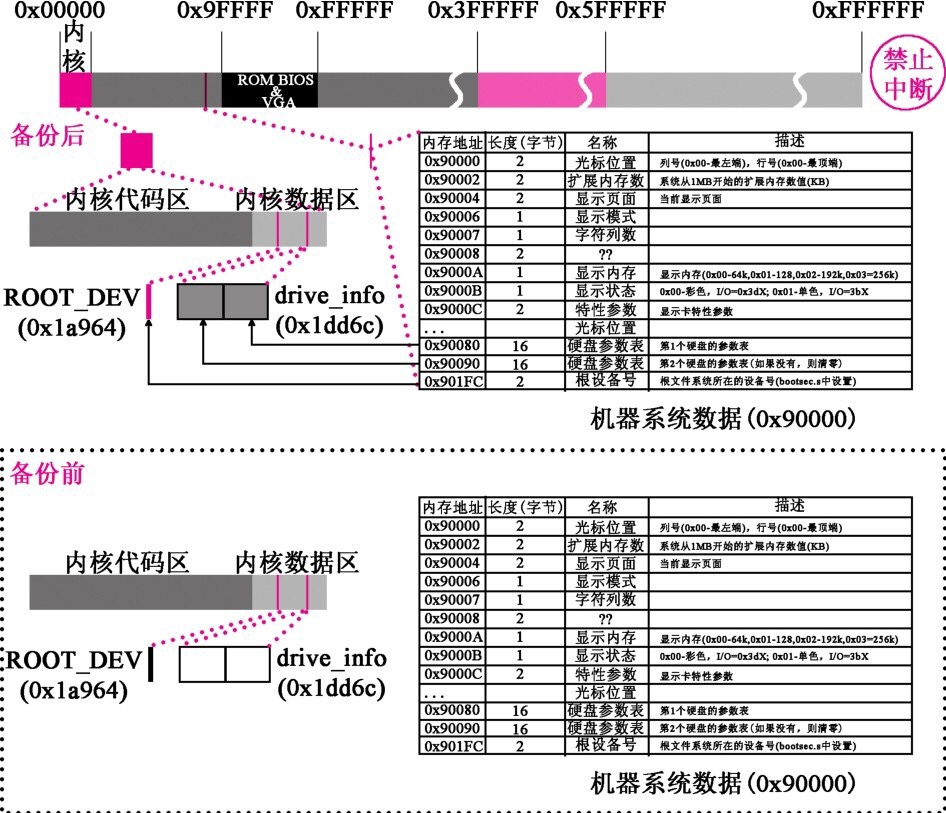 0x00000 0x9FFFF 0xFFFFF 0x3FFFFF 0x5FFFFF 0xFFFFFF
内核
ROM BIOS
&
VGA
禁止
中断
备份后
内核代码区 内核数据区
ROOT_DEV
(0x1a964)
drive_info
(0x1dd6c)
内存地址 长度(字节) 名称 描述
0x90000 2 光标位置 列号(0x00-最左端)，行号(0x00-最顶端)
0x90002 2 扩展内存数 系统从1MB开始的扩展内存数值(KB)
0x90004 2 显示页面 当前显示页面
0x90006 1 显示模式
0x90007 1 字符列数
0x90008 2 ??
0x9000A 1 显示内存 显示内存(0x00-64k,0x01-128,0x02-192k,0x03=256k)
0x9000B 1 显示状态 0x00-彩色，I/O=0x3dX; 0x01-单色，I/O=3bX
0x9000C 2 特性参数 显示卡特性参数
... 光标位置
0x90080 16 硬盘参数表 第1个硬盘的参数表
0x90090 16 硬盘参数表 第2个硬盘的参数表(如果没有，则清零)
0x901FC 2 根设备号 根文件系统所在的设备号(bootsec.s中设置)
机器系统数据(0x90000)
备份前
内核代码区 内核数据区
ROOT_DEV
(0x1a964)
drive_info
(0x1dd6c)
内存地址 长度(字节) 名称 描述
0x90000 2 光标位置 列号(0x00-最左端)，行号(0x00-最顶端)
0x90002 2 扩展内存数 系统从1MB开始的扩展内存数值(KB)
0x90004 2 显示页面 当前显示页面
0x90006 1 显示模式
0x90007 1 字符列数
0x90008 2 ??
0x9000A 1 显示内存 显示内存(0x00-64k,0x01-128,0x02-192k,0x03=256k)
0x9000B 1 显示状态 0x00-彩色，I/O=0x3dX; 0x01-单色，I/O=3bX
0x9000C 2 特性参数 显示卡特性参数
... 光标位置
0x90080 16 硬盘参数表 第1个硬盘的参数表
0x90090 16 硬盘参数表 第2个硬盘的参数表(如果没有，则清零)
0x901FC 2 根设备号 根文件系统所在的设备号(bootsec.s中设置)
机器系统数据(0x90000)